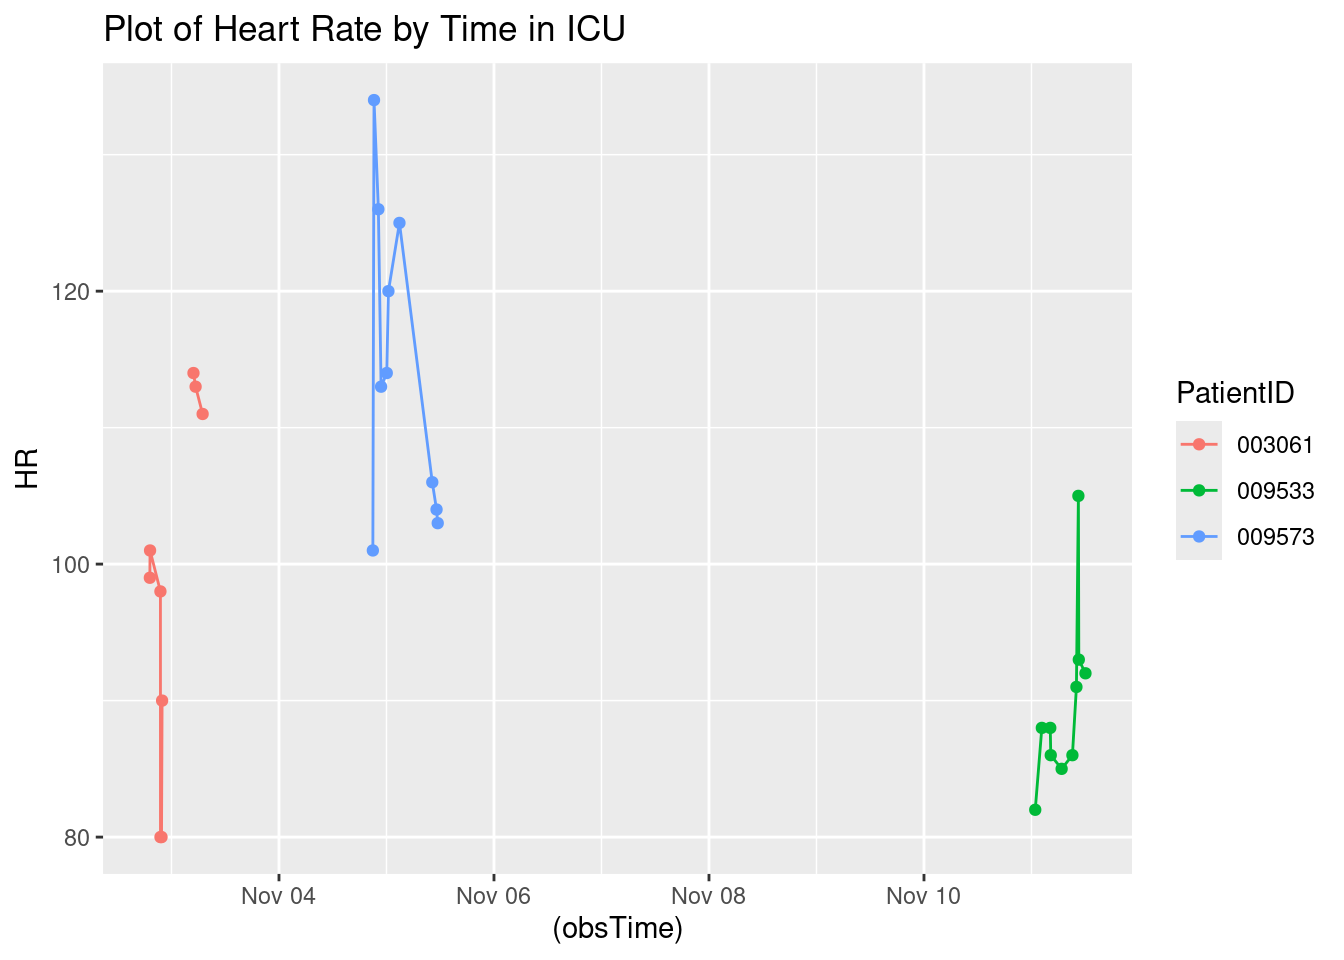 Plot of Heart Rate by Time in ICU
HR
120
100
80
Nov 04
Nov 06
Nov 08
Nov 10
(obsTime)
PatientID
003061
009533
009573